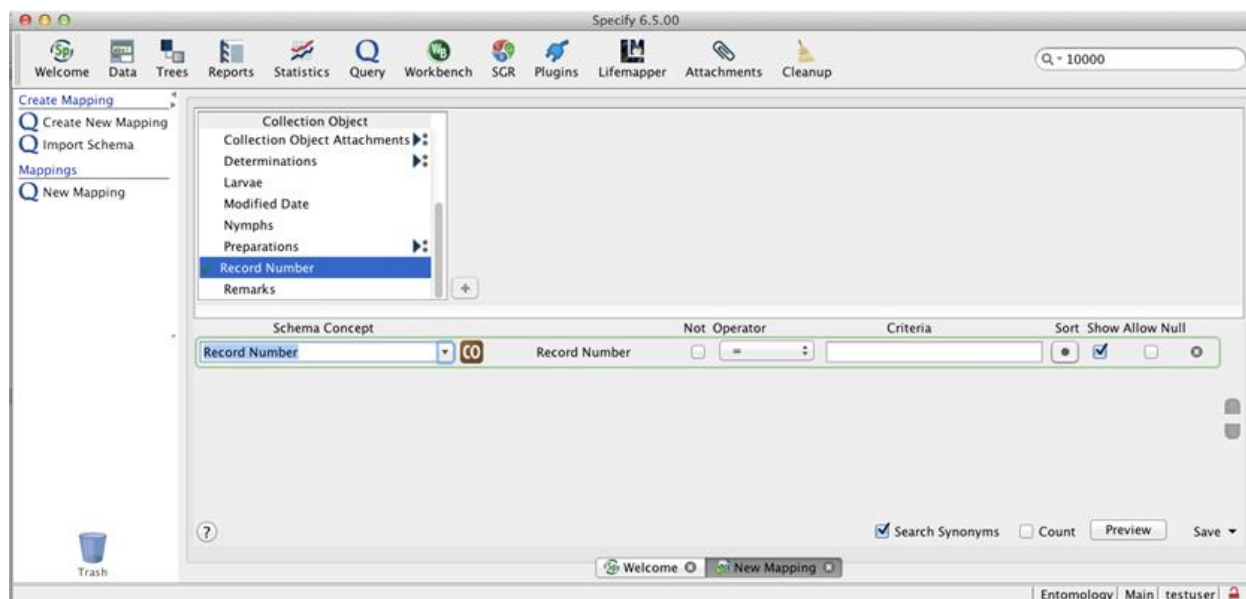 Specify 6.5.00
Welcome Data Trees Reports Statistics Query Workbench SGR Plugins Lifemapper Attachments Cleanup 10000
Create Mapping
Create New Mapping
Import Schema
Mappings
New Mapping
Collection Object
Collection Object Attachments
Determinations
Larvae
Modified Date
Nymphs
Preparations
Record Number
Remarks
+
Schema Concept Not Operator Criteria Sort Show Allow Null
Record Number CO Record Number =
? Search Synonyms Count Preview Save
Trash
Welcome New Mapping
Entomology Main testuser